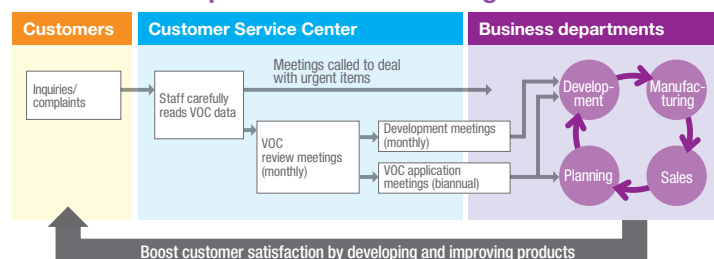 Customers
Customer Service Center
Business departments
Inquiries/
complaints
Staff carefully
reads VOC data
Meetings called to deal
with urgent items
VOC
review meetings
(monthly)
Development meetings
(monthly)
VOC application
meetings (biannual)
Develop-
ment
Manufac-
turing
Planning
Sales
Boost customer satisfaction by developing and improving products